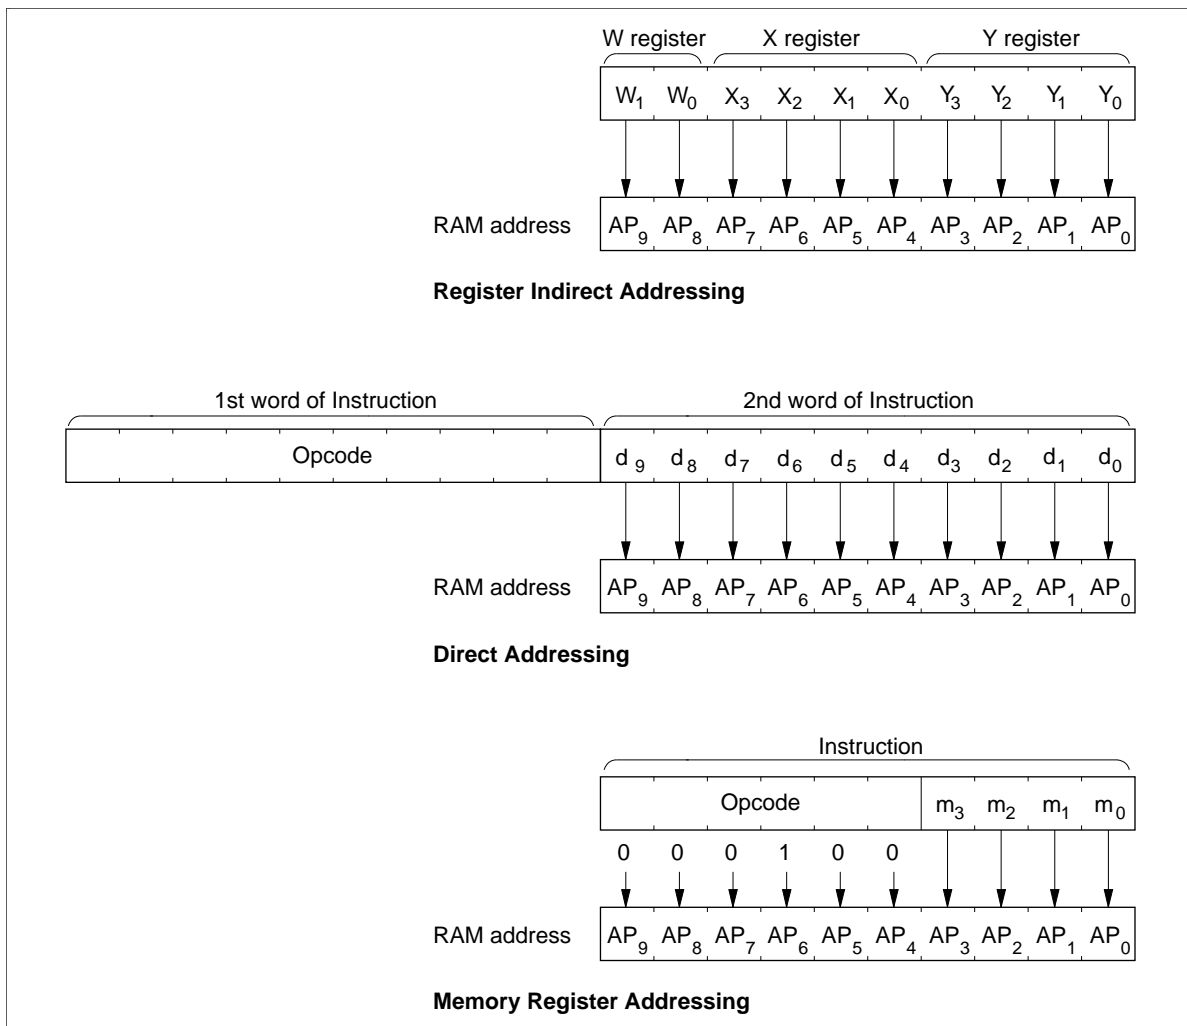 W register X register Y register
W1 W0 X3 X2 X1 X0 Y3 Y2 Y1 Y0
RAM address AP9 AP8 AP7 AP6 AP5 AP4 AP3 AP2 AP1 AP0
Register Indirect Addressing
1st word of Instruction 2nd word of Instruction
Opcode d9 d8 d7 d6 d5 d4 d3 d2 d1 d0
RAM address AP9 AP8 AP7 AP6 AP5 AP4 AP3 AP2 AP1 AP0
Direct Addressing
Instruction
Opcode m3 m2 m1 m0
0 0 0 1 0 0
RAM address AP9 AP8 AP7 AP6 AP5 AP4 AP3 AP2 AP1 AP0
Memory Register Addressing